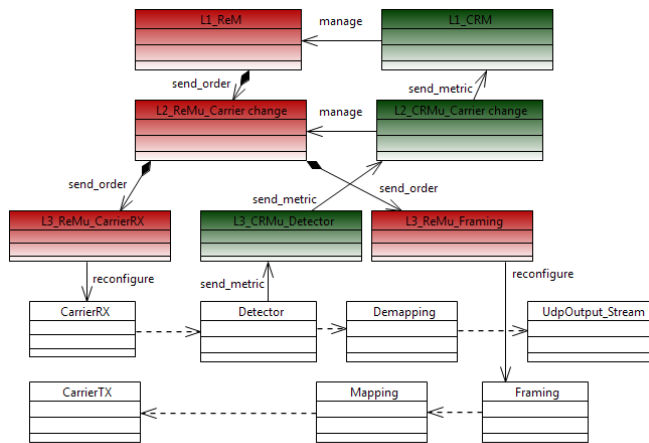 L1_ReM
manage
L1_CRM
send_order
send_metric
L2_ReMu_Carrier change
manage
L2_CRMu_Carrier change
send_order
send_metric
send_order
L3_ReMu_CarrierRX
L3_CRMu_Detector
L3_ReMu_Framing
reconfigure
send_metric
reconfigure
CarrierRX
Detector
Demapping
UdpOutput_Stream
CarrierTX
Mapping
Framing